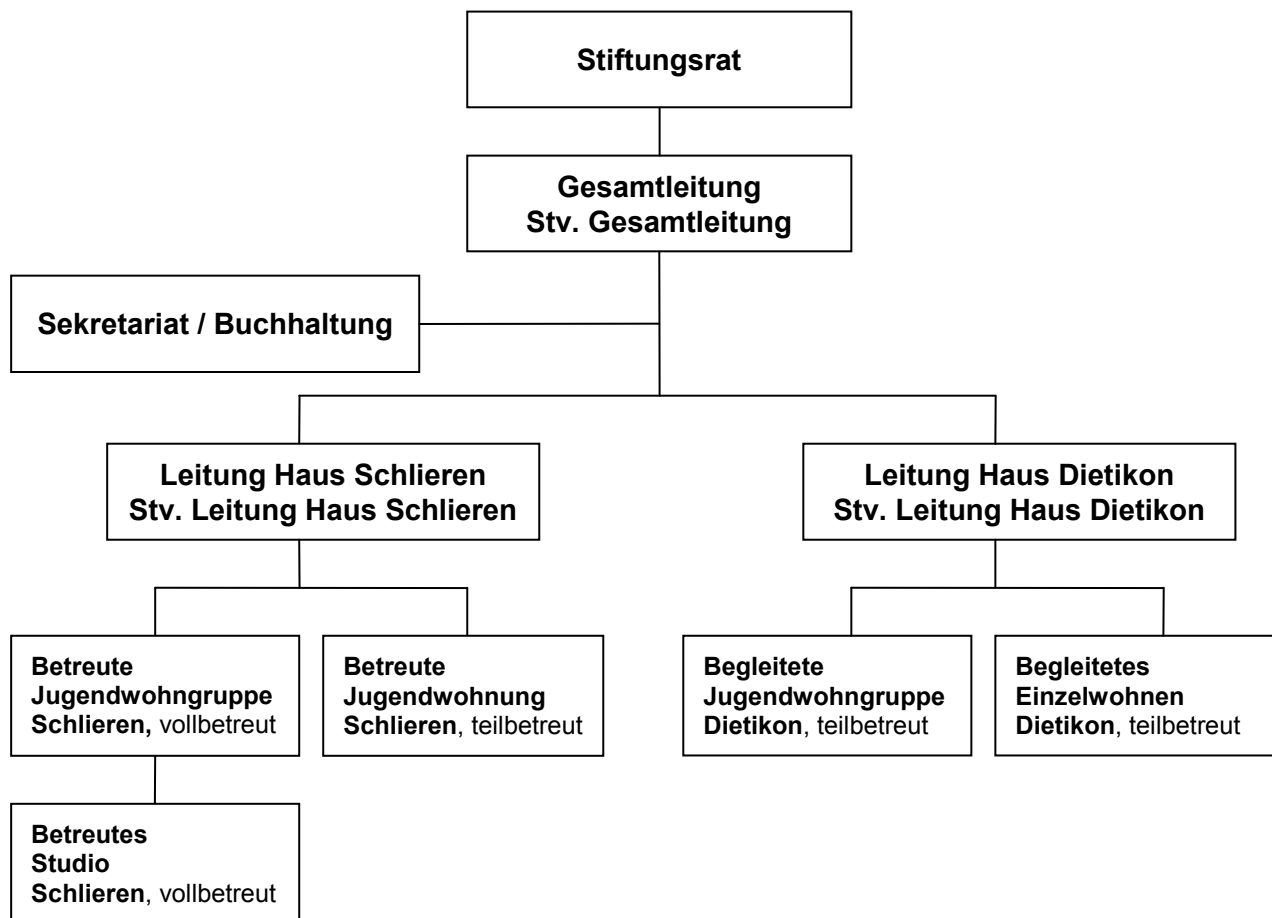 Stiftungsrat
Gesamtleitung
Stv. Gesamtleitung
Sekretariat / Buchhaltung
Leitung Haus Schlieren
Stv. Leitung Haus Schlieren
Leitung Haus Dietikon
Stv. Leitung Haus Dietikon
Betreute
Jugendwohngruppe
Schlieren, vollbetreut
Betreute
Jugendwohnung
Schlieren, teilbetreut
Begleitete
Jugendwohngruppe
Dietikon, teilbetreut
Begleitetes
Einzelwohnen
Dietikon, teilbetreut
Betreutes
Studio
Schlieren, vollbetreut